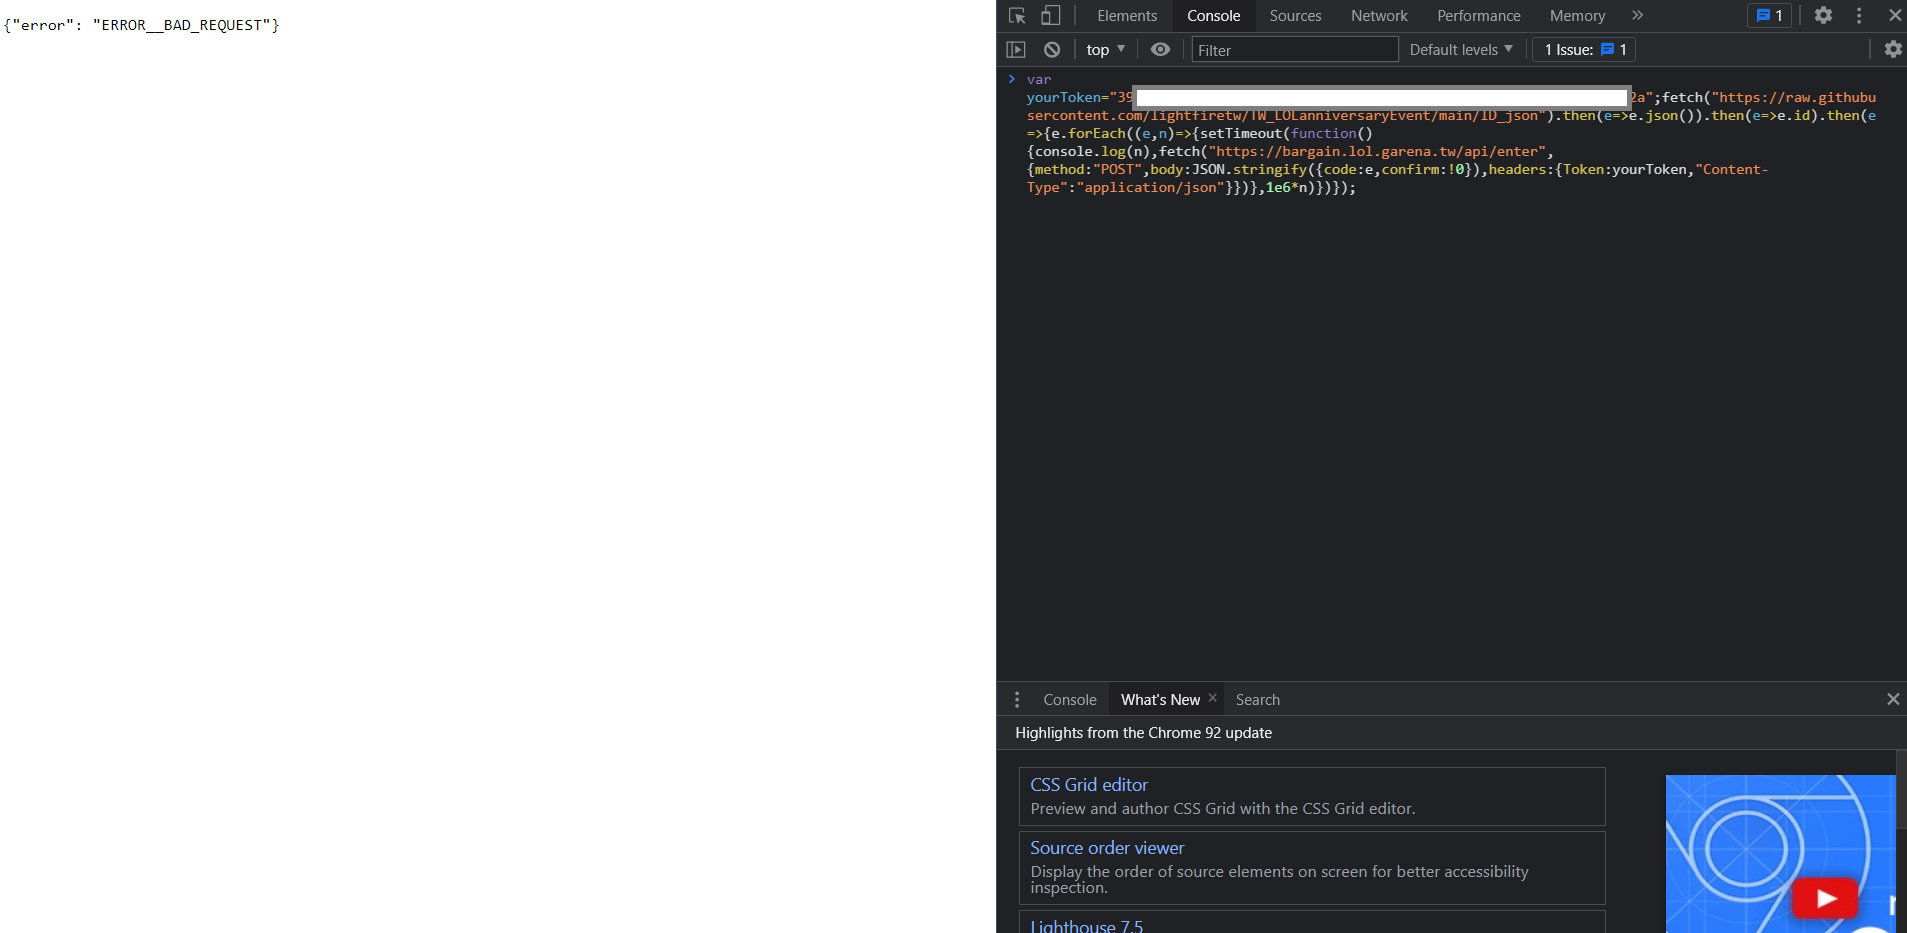 {"error": "ERROR__BAD_REQUEST"}
Elements Console Sources Network Performance Memory » 1
top ▼ Filter Default levels ▼ 1 Issue: 1
> var
yourToken="39 2a";fetch("https://raw.githubu
sercontent.com/lightfiretw/TW_LOLanniversaryEvent/main/ID_json").then(e=>e.json()).then(e=>e.id).then(e
=>{e.forEach((e,n)=>{setTimeout(function()
{console.log(n),fetch("https://bargain.lol.garena.tw/api/enter",
{method:"POST",body:JSON.stringify({code:e,confirm:!0}),headers:{Token:yourToken,"Content-
Type":"application/json"}})},1e6*n)})});
Console What's New × Search
Highlights from the Chrome 92 update
CSS Grid editor
Preview and author CSS Grid with the CSS Grid editor.
Source order viewer
Display the order of source elements on screen for better accessibility
inspection.
Lighthouse 7.5